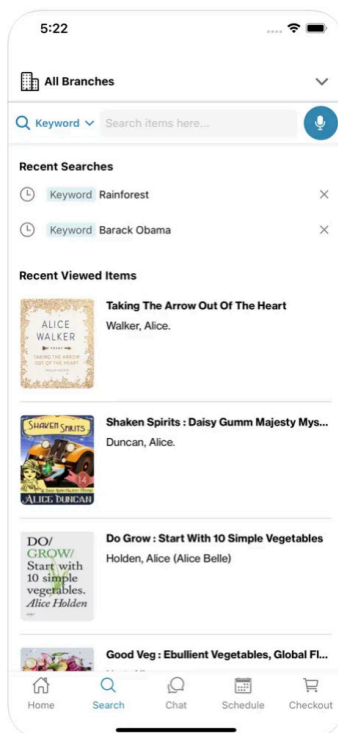 5:22
All Branches
Keyword
Search items here...
Recent Searches
Keyword Rainforest
Keyword Barack Obama
Recent Viewed Items
ALICE
WALKER
TAKING THE ARROW
OUT OF THE HEART
Taking The Arrow Out Of The Heart
Walker, Alice.
SHAKEN SPIRITS
14
ALICE DUNCAN
Shaken Spirits : Daisy Gumm Majesty Mys...
Duncan, Alice.
DO/
GROW/
Start with
10 simple
vegetables.
Alice Holden
Do Grow : Start With 10 Simple Vegetables
Holden, Alice (Alice Belle)
Good Veg : Ebullient Vegetables, Global Fl...
Home
Search
Chat
Schedule
Checkout